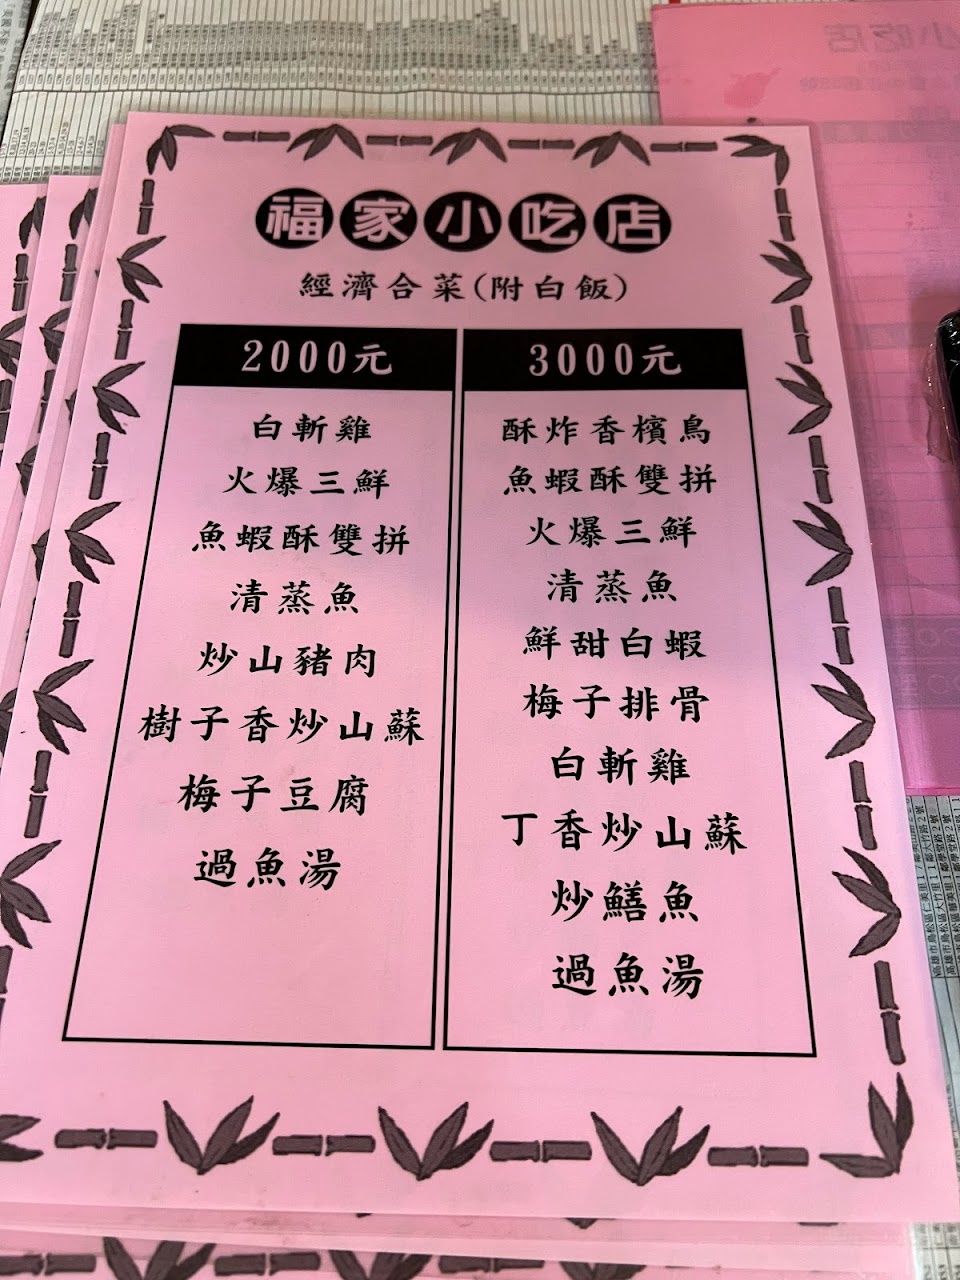 福家小吃店
經濟合菜(附白飯)
2000元
白斬雞
火爆三鮮
魚蝦酥雙拼
清蒸魚
炒山豬肉
樹子香炒山蘇
梅子豆腐
過魚湯
3000元
酥炸香檳鳥
魚蝦酥雙拼
火爆三鮮
清蒸魚
鮮甜白蝦
梅子排骨
白斬雞
丁香炒山蘇
炒鱔魚
過魚湯
小吃店